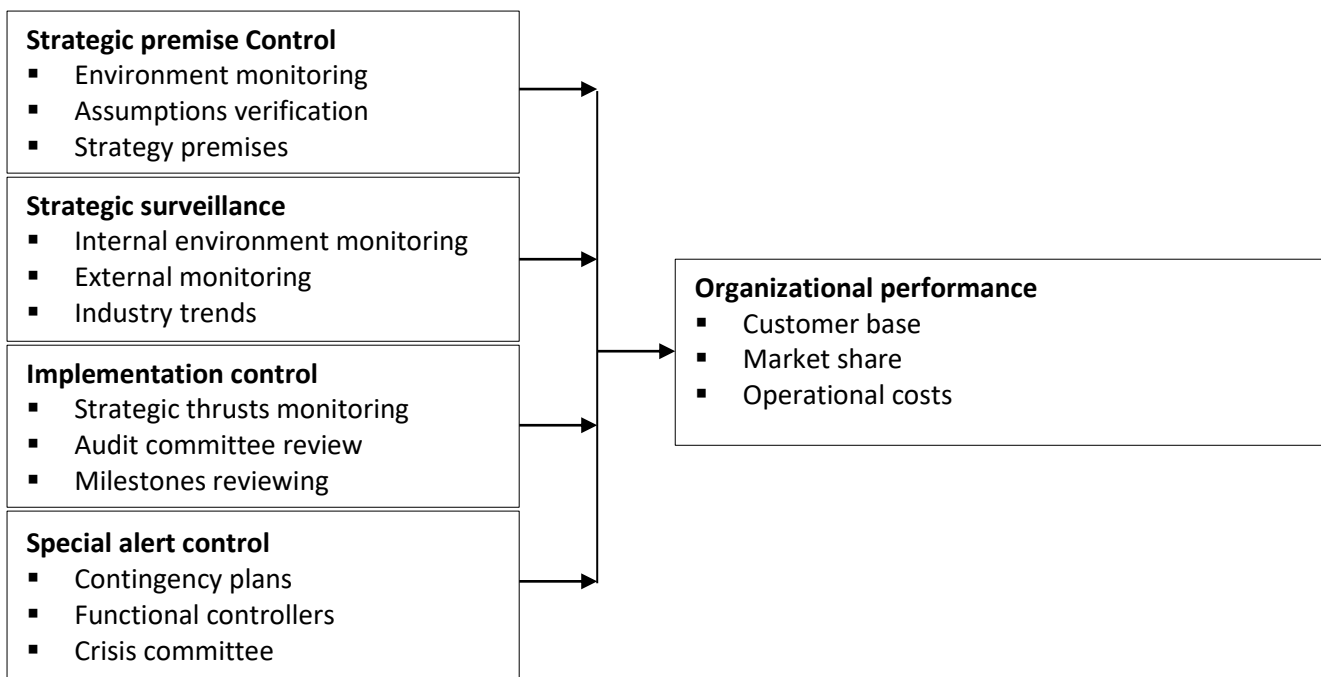 Strategic premise Control
▪ Environment monitoring
▪ Assumptions verification
▪ Strategy premises
Strategic surveillance
▪ Internal environment monitoring
▪ External monitoring
▪ Industry trends
Implementation control
▪ Strategic thrusts monitoring
▪ Audit committee review
▪ Milestones reviewing
Special alert control
▪ Contingency plans
▪ Functional controllers
▪ Crisis committee
Organizational performance
▪ Customer base
▪ Market share
▪ Operational costs